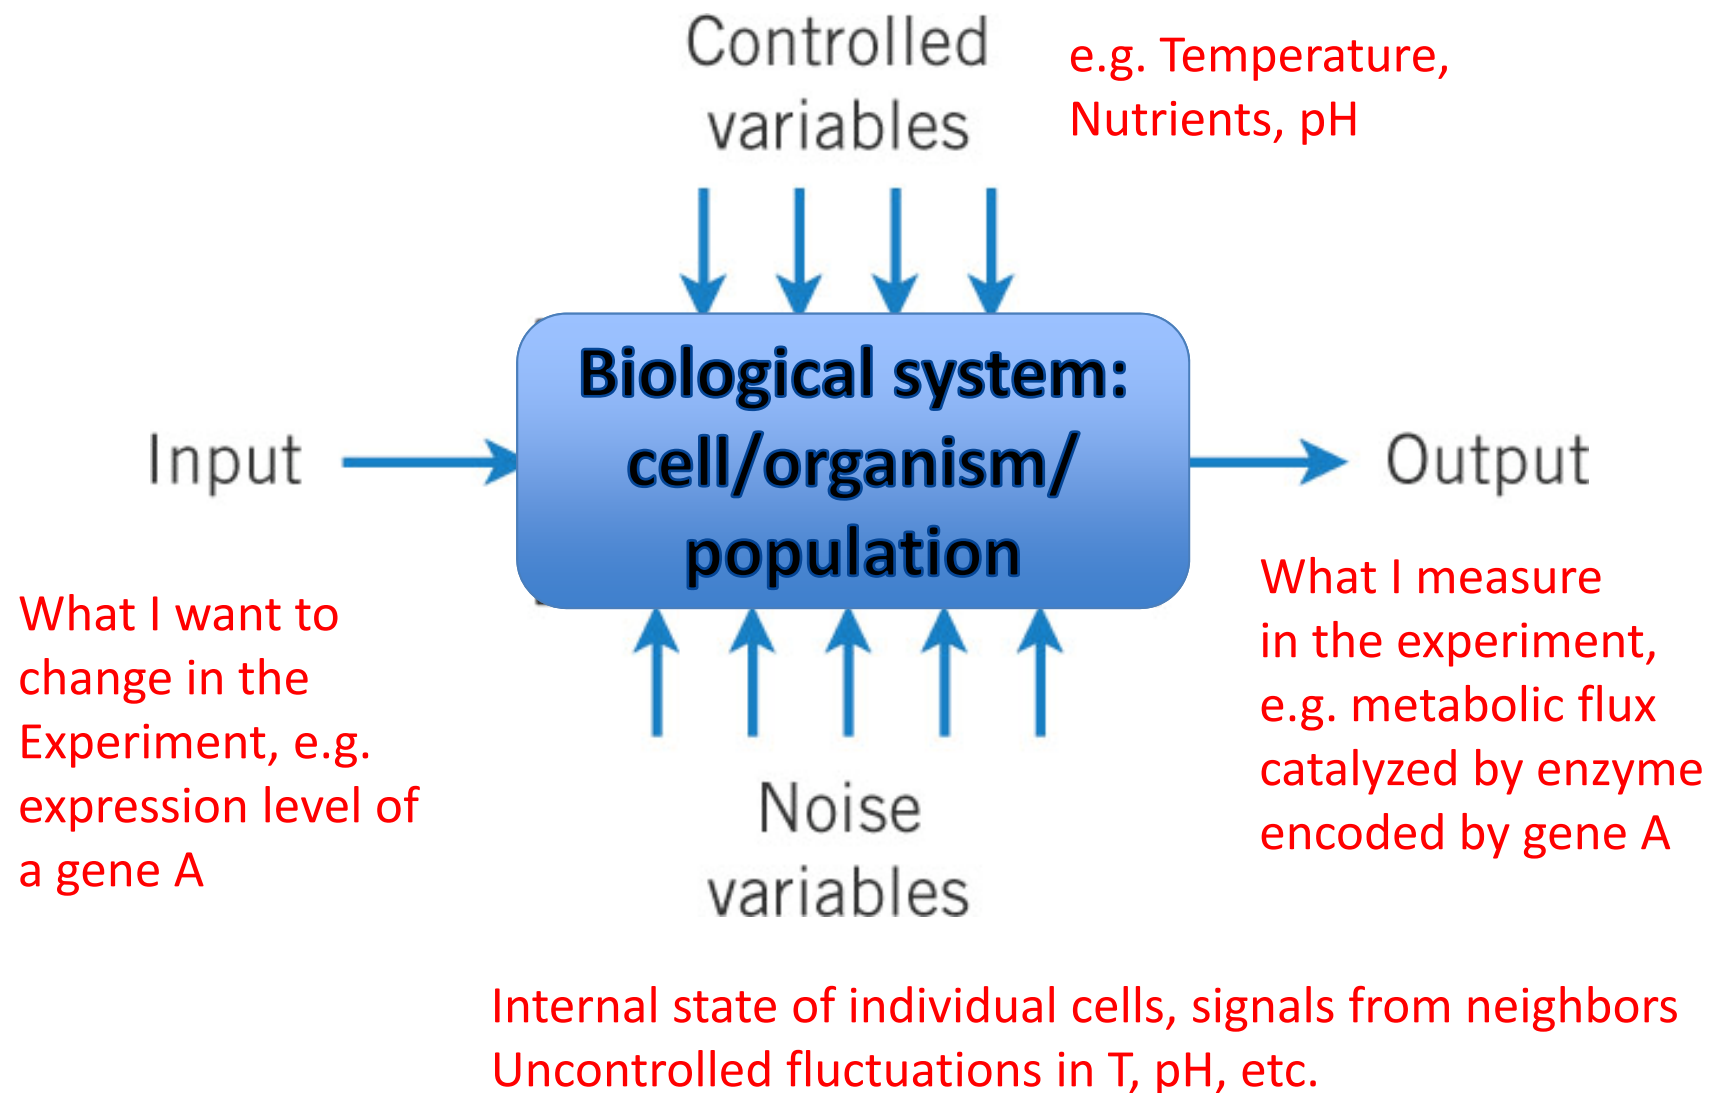 Controlled
variables
e.g. Temperature,
Nutrients, pH
Biological system:
cell/organism/
population
Input
Output
What I want to
change in the
Experiment, e.g.
expression level of
a gene A
What I measure
in the experiment,
e.g. metabolic flux
catalyzed by enzyme
encoded by gene A
Noise
variables
Internal state of individual cells, signals from neighbors
Uncontrolled fluctuations in T, pH, etc.